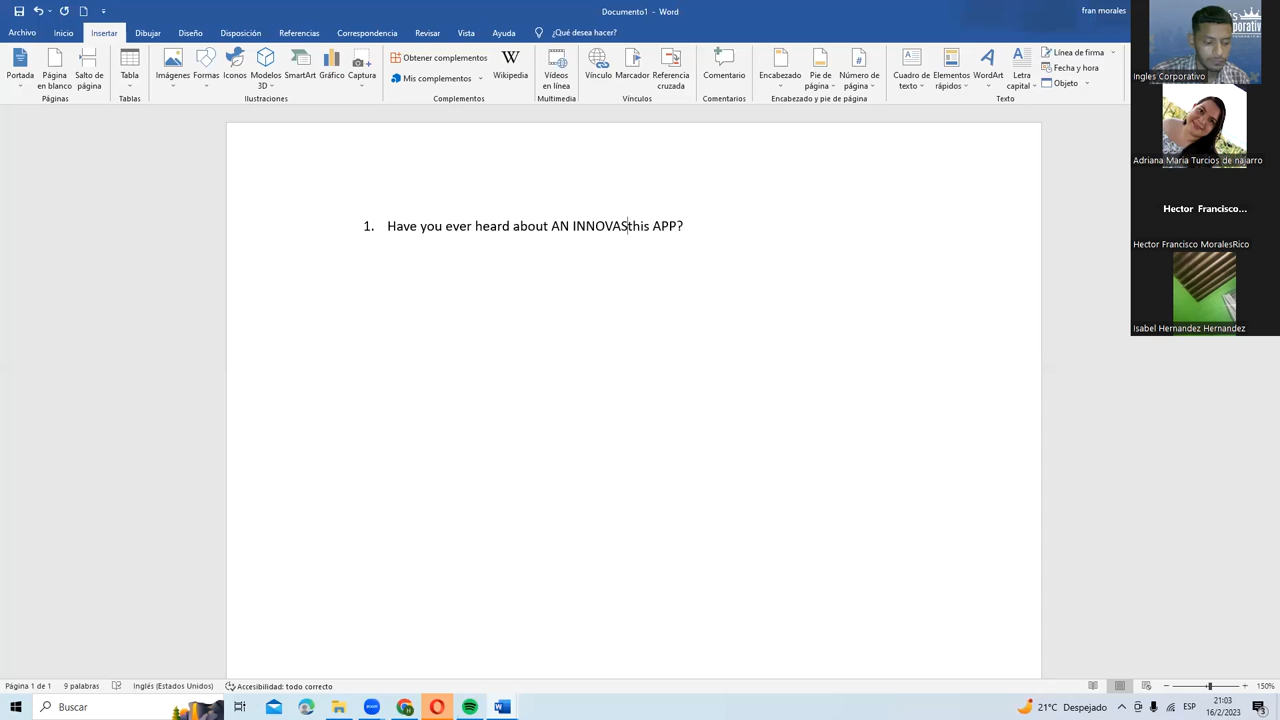 Documento1 - Word
fran morales
Archivo Inicio Insertar Dibujar Diseño Disposición Referencias Correspondencia Revisar Vista Ayuda ¿Qué desea hacer?
Portada
Página en blanco
Salto de página
Páginas
Tabla
Tablas
Imágenes
Formas
Iconos
Modelos 3D
SmartArt
Gráfico
Captura
Ilustraciones
Obtener complementos
Mis complementos
Wikipedia
Complementos
Vídeos en línea
Multimedia
Vínculo
Marcador
Referencia cruzada
Vínculos
Comentario
Comentarios
Encabezado
Pie de página
Número de página
Encabezado y pie de página
Cuadro de texto
Elementos rápidos
WordArt
Letra capital
Línea de firma
Fecha y hora
Objeto
Texto
Ingles Corporativo
Adriana Maria Turcios de najarro
Hector Francisco...
Hector Francisco MoralesRico
Isabel Hernandez Hernandez
1. Have you ever heard about AN INNOVASthis APP?
Página 1 de 1 9 palabras Inglés (Estados Unidos) Accesibilidad: todo correcto 150%
Buscar
21°C Despejado
ESP
21:03
16/2/2023